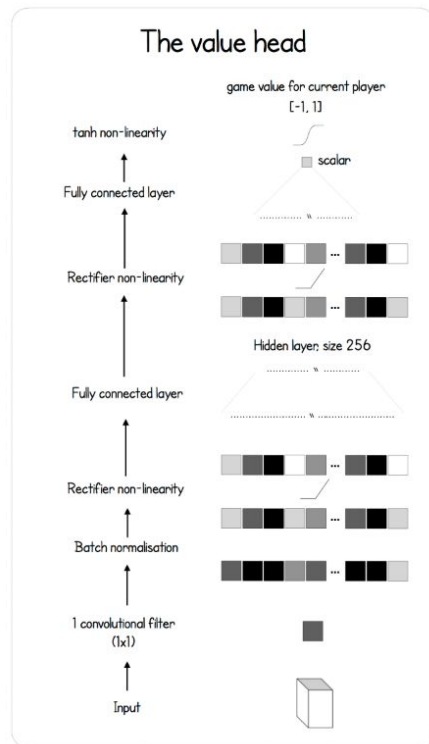 The value head
game value for current player
[-1, 1]
tanh non-linearity
scalar
Fully connected layer
...
Rectifier non-linearity
Hidden layer, size 256
Fully connected layer
...
Rectifier non-linearity
Batch normalisation
...
1 convolutional filter
(1x1)
Input